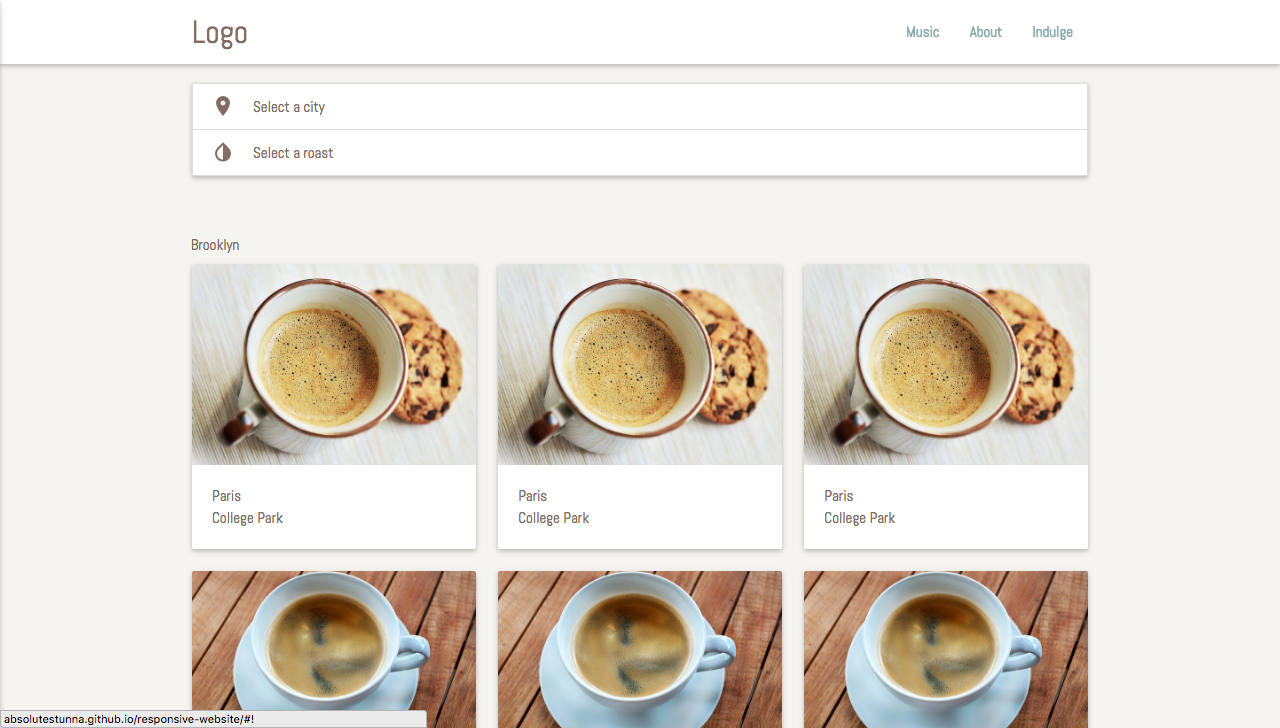 Logo
Music About Indulge
Select a city
Select a roast
Brooklyn
Paris
College Park
Paris
College Park
Paris
College Park
absolutestunna.github.io/responsive-website/#!